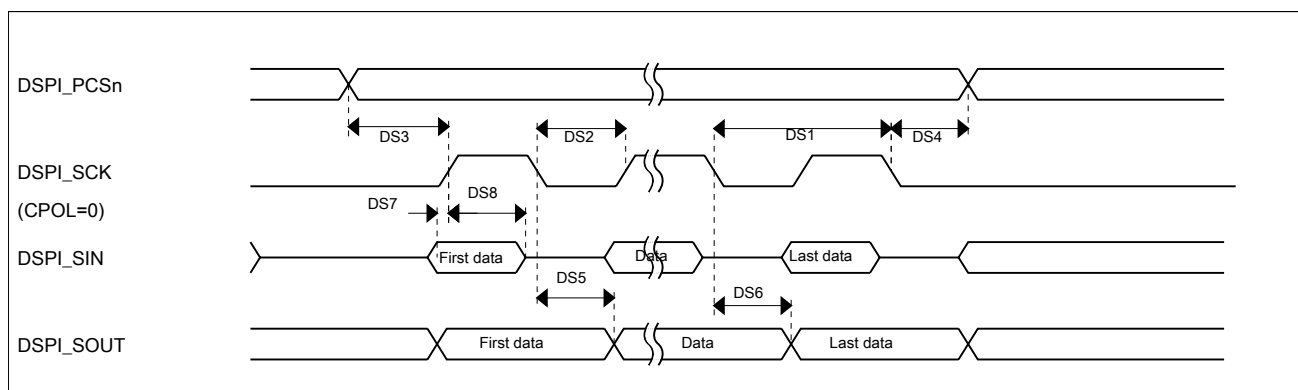 DSPI_PCSn
DS3
DS2
DS1
DS4
DSPI_SCK
(CPOL=0)
DS7
DS8
DSPI_SIN
First data
Data
Last data
DS5
DS6
DSPI_SOUT
First data
Data
Last data